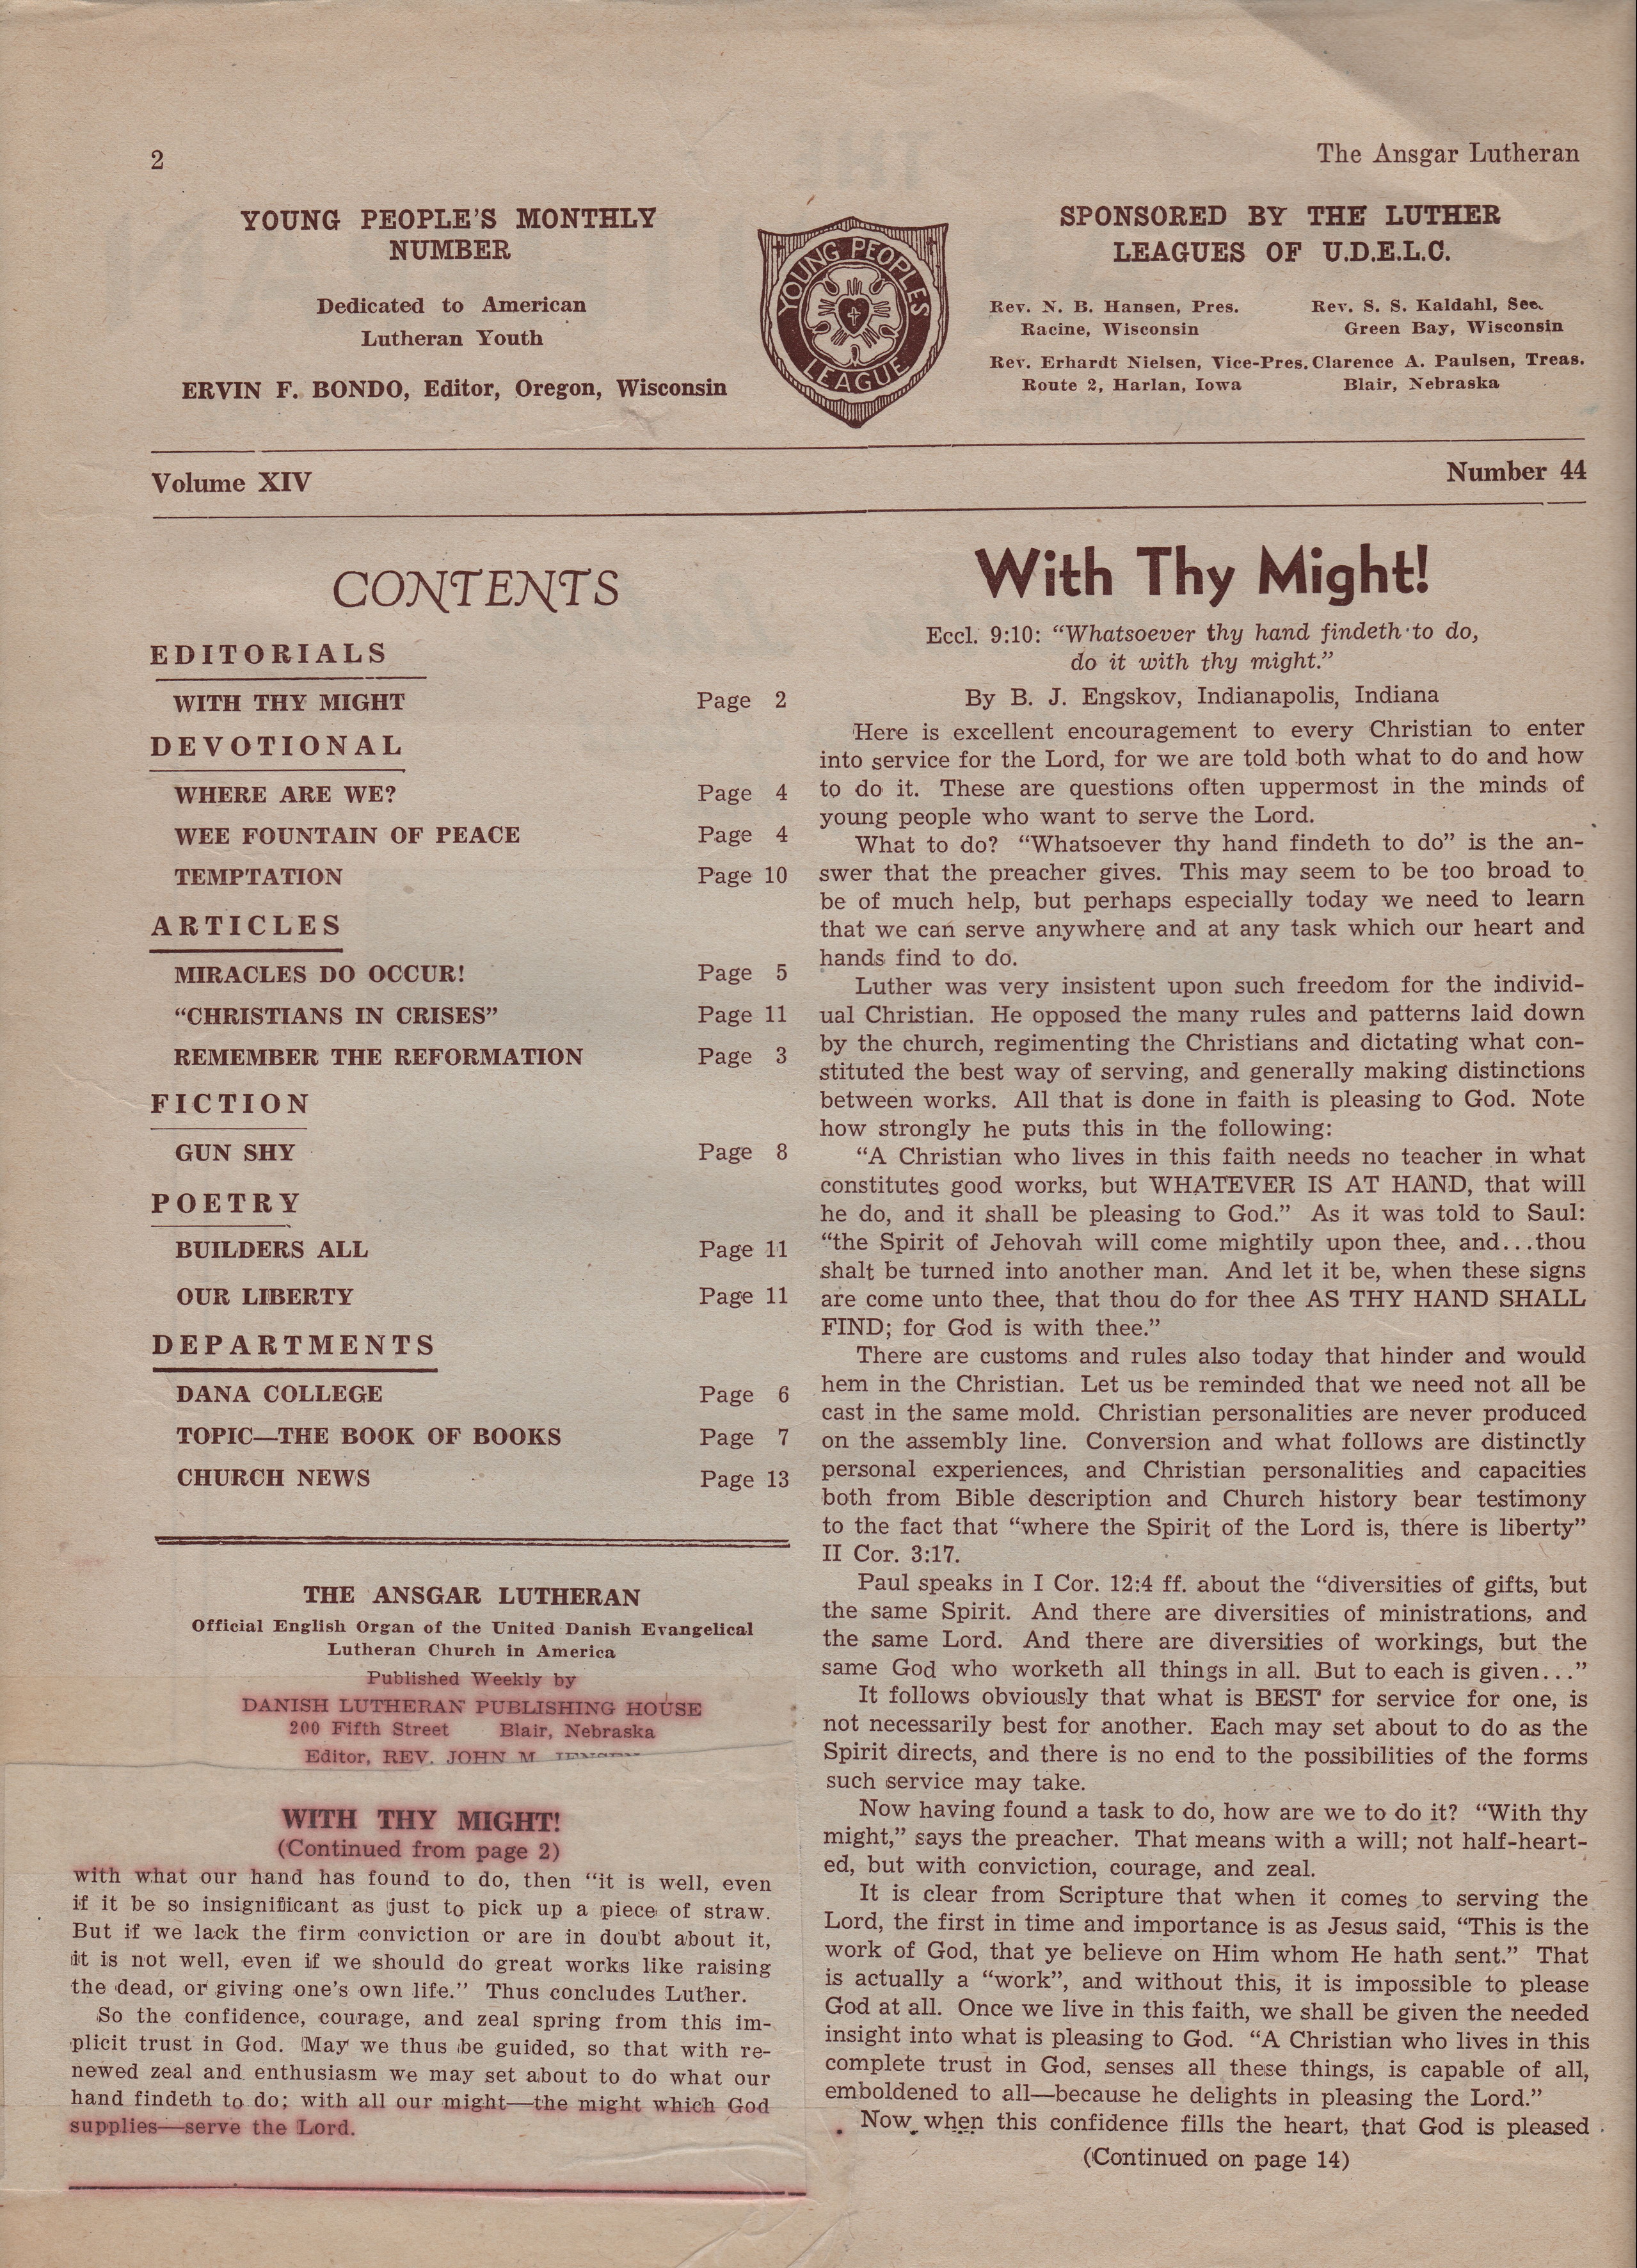 2
The Ansgar Lutheran
YOUNG PEOPLE'S MONTHLY
NUMBER
Dedicated to American
Lutheran Youth
ERVIN F. BONDO, Editor, Oregon, Wisconsin
YOUNG PEOPLES
LEAGUE
SPONSORED BY THE LUTHER
LEAGUES OF U.D.E.L.C.
Rev. N. B. Hansen, Pres.
Racine, Wisconsin
Rev. S. S. Kaldahl, Sec.
Green Bay, Wisconsin
Rev. Erhardt Nielsen, Vice-Pres.
Route 2, Harlan, Iowa
Clarence A. Paulsen, Treas.
Blair, Nebraska
Volume XIV
Number 44
CONTENTS
EDITORIALS
WITH THY MIGHT Page 2
DEVOTIONAL
WHERE ARE WE? Page 4
WEE FOUNTAIN OF PEACE Page 4
TEMPTATION Page 10
ARTICLES
MIRACLES DO OCCUR! Page 5
"CHRISTIANS IN CRISES" Page 11
REMEMBER THE REFORMATION Page 3
FICTION
GUN SHY Page 8
POETRY
BUILDERS ALL Page 11
OUR LIBERTY Page 11
DEPARTMENTS
DANA COLLEGE Page 6
TOPIC—THE BOOK OF BOOKS Page 7
CHURCH NEWS Page 13
THE ANSGAR LUTHERAN
Official English Organ of the United Danish Evangelical
Lutheran Church in America
Published Weekly by
DANISH LUTHERAN PUBLISHING HOUSE
200 Fifth Street Blair, Nebraska
Editor, REV. JOHN M. JENSEN
With Thy Might!
Eccl. 9:10: "Whatsoever thy hand findeth to do,
do it with thy might."
By B. J. Engskov, Indianapolis, Indiana
Here is excellent encouragement to every Christian to enter
into service for the Lord, for we are told both what to do and how
to do it. These are questions often uppermost in the minds of
young people who want to serve the Lord.
What to do? "Whatsoever thy hand findeth to do" is the an-
swer that the preacher gives. This may seem to be too broad to
be of much help, but perhaps especially today we need to learn
that we can serve anywhere and at any task which our heart and
hands find to do.
Luther was very insistent upon such freedom for the individ-
ual Christian. He opposed the many rules and patterns laid down
by the church, regimenting the Christians and dictating what con-
stituted the best way of serving, and generally making distinctions
between works. All that is done in faith is pleasing to God. Note
how strongly he puts this in the following:
"A Christian who lives in this faith needs no teacher in what
constitutes good works, but WHATEVER IS AT HAND, that will
he do, and it shall be pleasing to God." As it was told to Saul:
"the Spirit of Jehovah will come mightily upon thee, and...thou
shalt be turned into another man. And let it be, when these signs
are come unto thee, that thou do for thee AS THY HAND SHALL
FIND; for God is with thee."
There are customs and rules also today that hinder and would
hem in the Christian. Let us be reminded that we need not all be
cast in the same mold. Christian personalities are never produced
on the assembly line. Conversion and what follows are distinctly
personal experiences, and Christian personalities and capacities
both from Bible description and Church history bear testimony
to the fact that "where the Spirit of the Lord is, there is liberty"
II Cor. 3:17.
Paul speaks in I Cor. 12:4 ff. about the "diversities of gifts, but
the same Spirit. And there are diversities of ministrations, and
the same Lord. And there are diversities of workings, but the
same God who worketh all things in all. But to each is given..."
It follows obviously that what is BEST for service for one, is
not necessarily best for another. Each may set about to do as the
Spirit directs, and there is no end to the possibilities of the forms
such service may take.
Now having found a task to do, how are we to do it? "With thy
might," says the preacher. That means with a will; not half-heart-
ed, but with conviction, courage, and zeal.
It is clear from Scripture that when it comes to serving the
Lord, the first in time and importance is as Jesus said, "This is the
work of God, that ye believe on Him whom He hath sent." That
is actually a "work", and without this, it is impossible to please
God at all. Once we live in this faith, we shall be given the needed
insight into what is pleasing to God. "A Christian who lives in this
complete trust in God, senses all these things, is capable of all,
emboldened to all—because he delights in pleasing the Lord."
Now when this confidence fills the heart, that God is pleased
(Continued on page 14)
WITH THY MIGHT!
(Continued from page 2)
with what our hand has found to do, then "it is well, even
if it be so insignificant as just to pick up a piece of straw.
But if we lack the firm conviction or are in doubt about it,
it is not well, even if we should do great works like raising
the dead, or giving one's own life." Thus concludes Luther.
So the confidence, courage, and zeal spring from this im-
plicit trust in God. May we thus be guided, so that with re-
newed zeal and enthusiasm we may set about to do what our
hand findeth to do; with all our might—the might which God
supplies—serve the Lord.